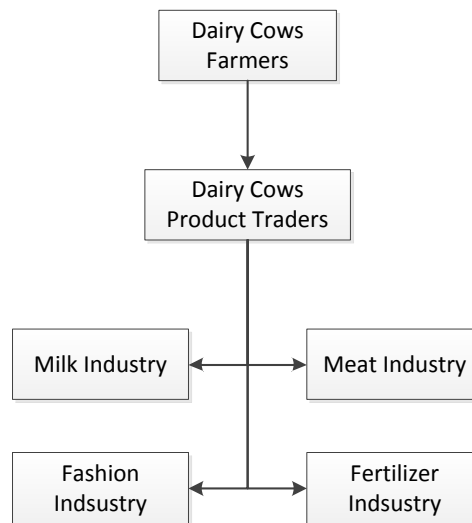 Dairy Cows
Farmers
Dairy Cows
Product Traders
Milk Industry
Meat Industry
Fashion
Indsustry
Fertilizer
Indsustry